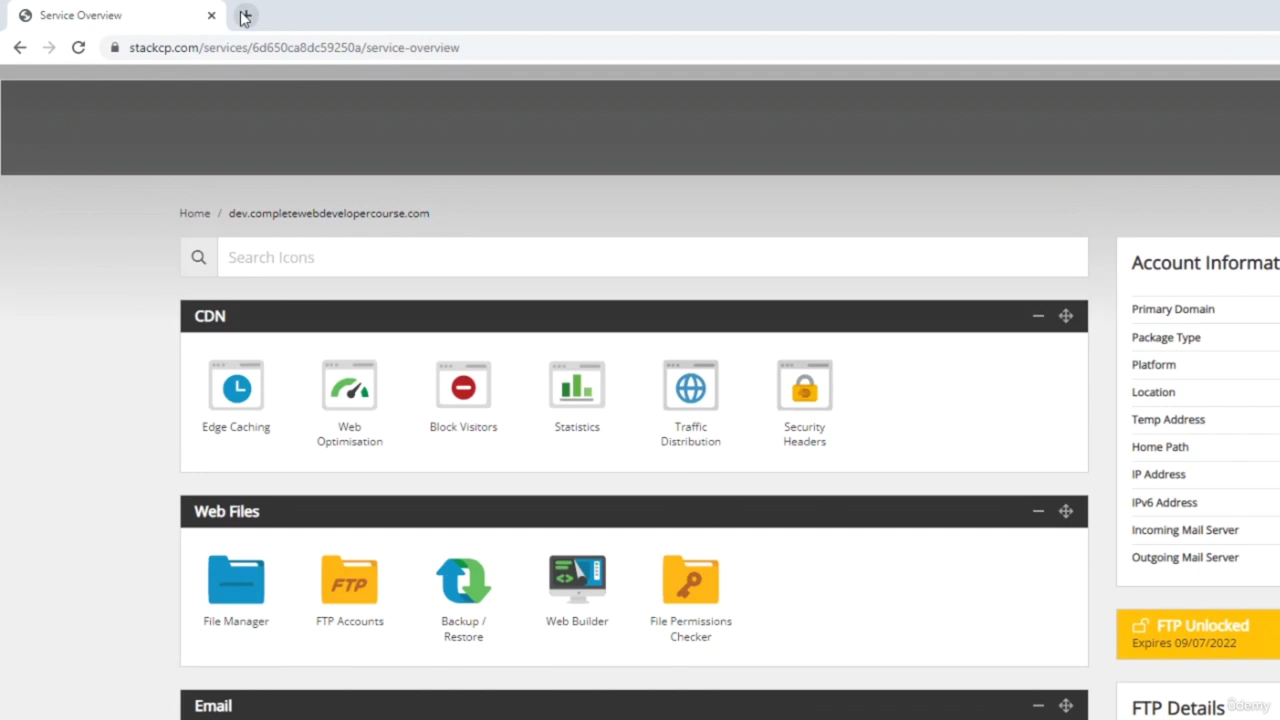 Service Overview
stackcp.com/services/6d650ca8dc59250a/service-overview
Home / dev.completewebdevelopercourse.com
Search Icons
CDN
Edge Caching
Web
Optimisation
Block Visitors
Statistics
Traffic
Distribution
Security
Headers
Web Files
File Manager
FTP
FTP Accounts
Backup /
Restore
Web Builder
File Permissions
Checker
Email
Account Informat
Primary Domain
Package Type
Platform
Location
Temp Address
Home Path
IP Address
IPv6 Address
Incoming Mail Server
Outgoing Mail Server
FTP Unlocked
Expires 09/07/2022
FTP Details
Udemy